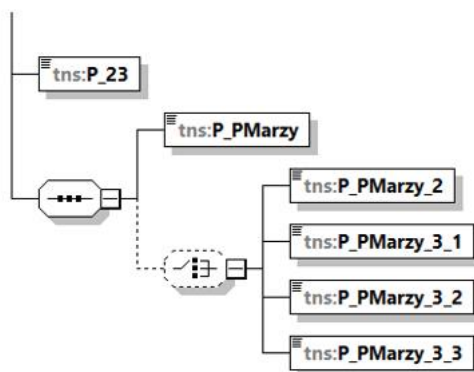 tns:P_23
tns:P_PMarzy
tns:P_PMarzy_2
tns:P_PMarzy_3_1
tns:P_PMarzy_3_2
tns:P_PMarzy_3_3